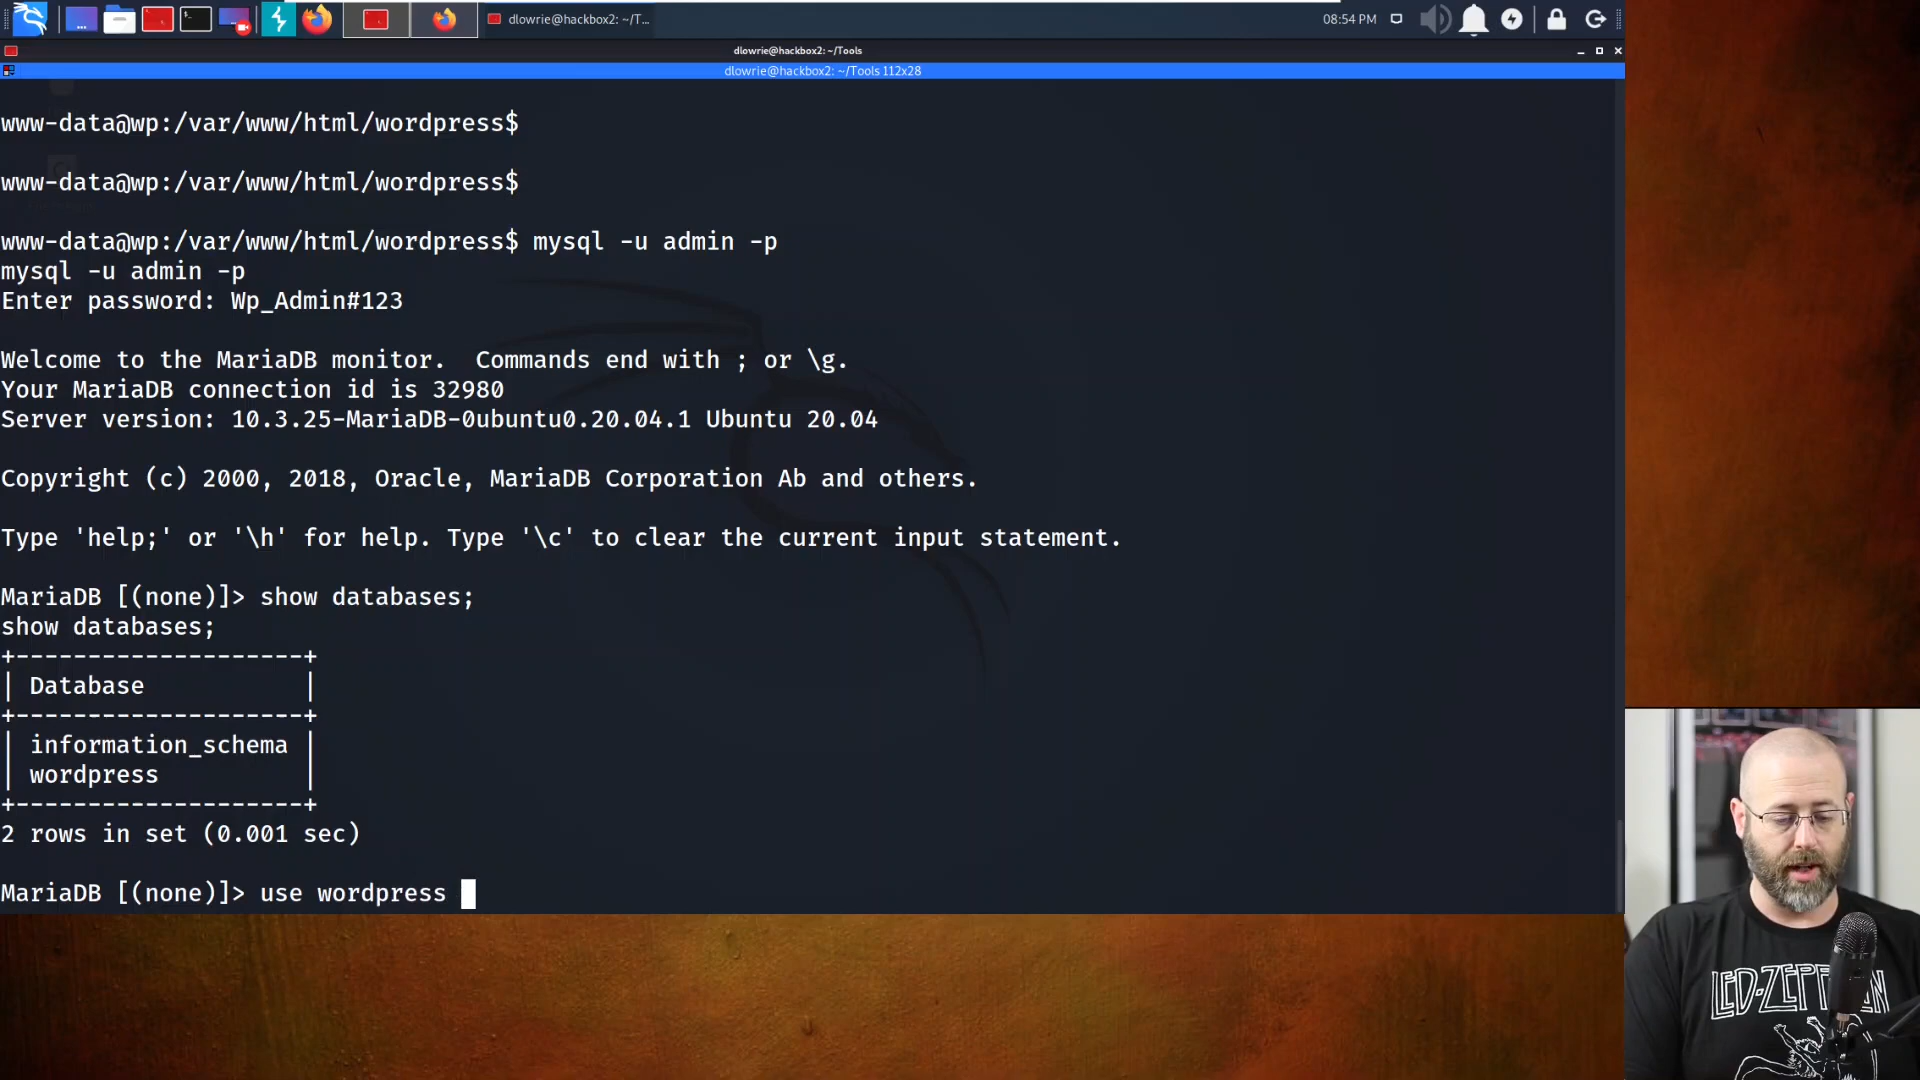 dlowrie@hackbox2: ~/T...
08:54 PM
dlowrie@hackbox2: ~/Tools
dlowrie@hackbox2: ~/Tools 112x28
www-data@wp:/var/www/html/wordpress$
www-data@wp:/var/www/html/wordpress$
www-data@wp:/var/www/html/wordpress$ mysql -u admin -p
mysql -u admin -p
Enter password: Wp_Admin#123
Welcome to the MariaDB monitor.  Commands end with ; or \g.
Your MariaDB connection id is 32980
Server version: 10.3.25-MariaDB-0ubuntu0.20.04.1 Ubuntu 20.04
Copyright (c) 2000, 2018, Oracle, MariaDB Corporation Ab and others.
Type 'help;' or '\h' for help. Type '\c' to clear the current input statement.
MariaDB [(none)]> show databases;
show databases;
+--------------------+
| Database           |
+--------------------+
| information_schema |
| wordpress          |
+--------------------+
2 rows in set (0.001 sec)
MariaDB [(none)]> use wordpress
LED-ZEPPELIN